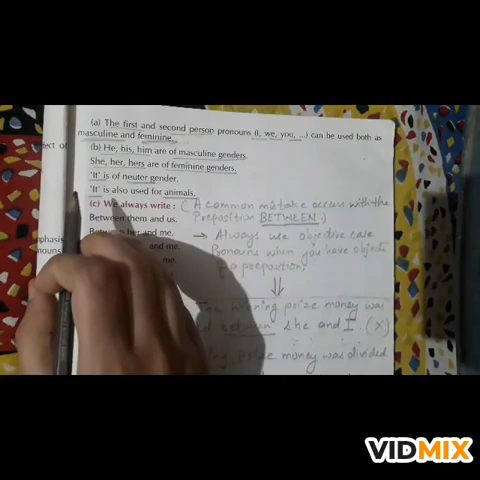 (a) The first and second person pronouns (I, we, you, ...) can be used both as
masculine and feminine.
(b) He, his, him are of masculine genders.
She, her, hers are of feminine genders.
'It' is of neuter gender.
'It' is also used for animals.
(c) We always write : (A common mistake occurs with the
Preposition BETWEEN.)
Between them and us.
Between her and me.
and me.
me.
→ Always use objective case
Pronouns when you have objects
of a preposition.
The winning prize money was
between she and I. (X)
prize money was divided
VIDMIX